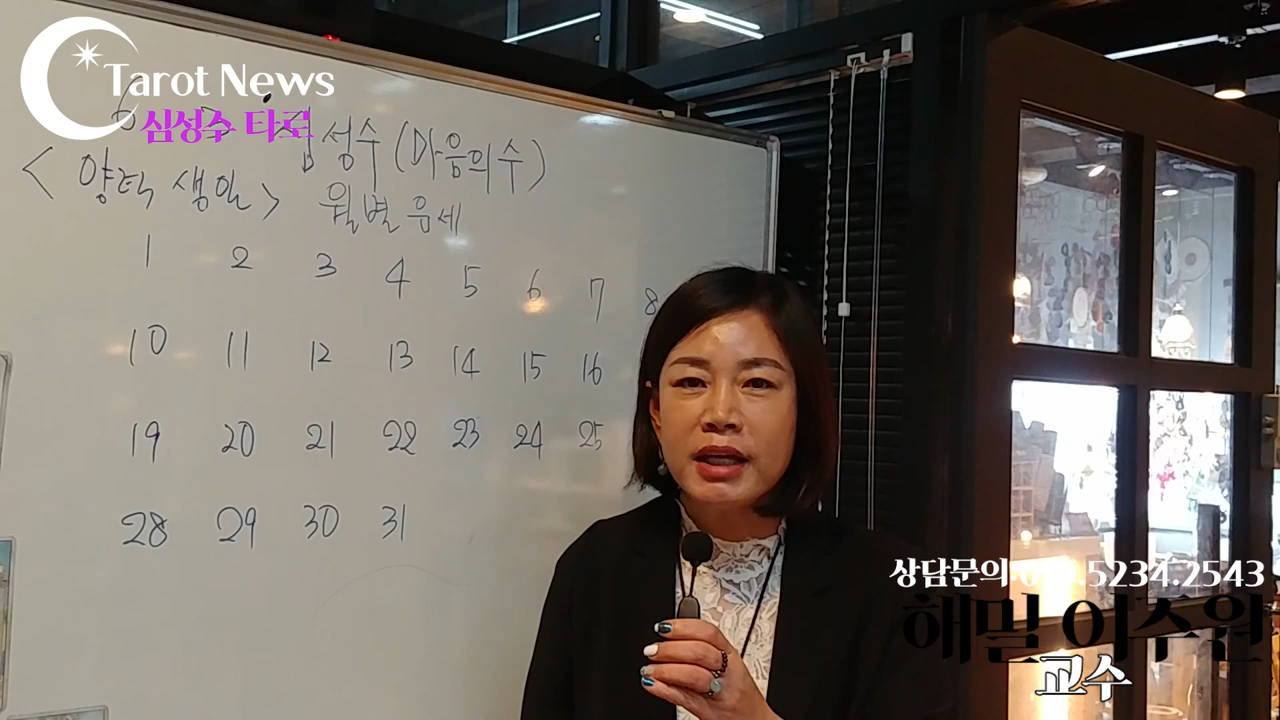 Tarot News
심성수 타로
심성수 (마음의 수)
<양력 생일> 월별 운세
1 2 3 4 5 6 7 8
10 11 12 13 14 15 16
19 20 21 22 23 24 25
28 29 30 31
상담문의:010.5234.2543
해밀 이주원
교수